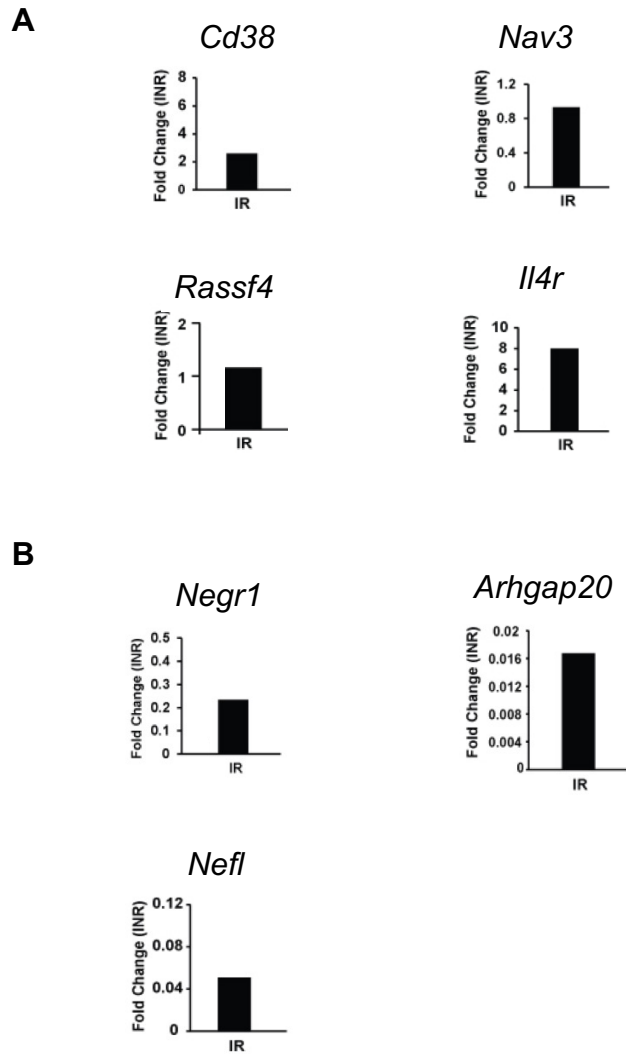 A
Cd38
Fold Change (INR)
8
6
4
2
0
IR
Nav3
Fold Change (INR)
1.2
0.8
0.4
0
IR
Rassf4
Fold Change (INR)
2
1
0
IR
Il4r
Fold Change (INR)
10
8
6
4
2
0
IR
B
Negr1
Fold Change (INR)
0.5
0.4
0.3
0.2
0.1
0
IR
Arhgap20
Fold Change (INR)
0.02
0.016
0.012
0.008
0.004
0
IR
Nefl
Fold Change (INR)
0.12
0.08
0.04
0
IR